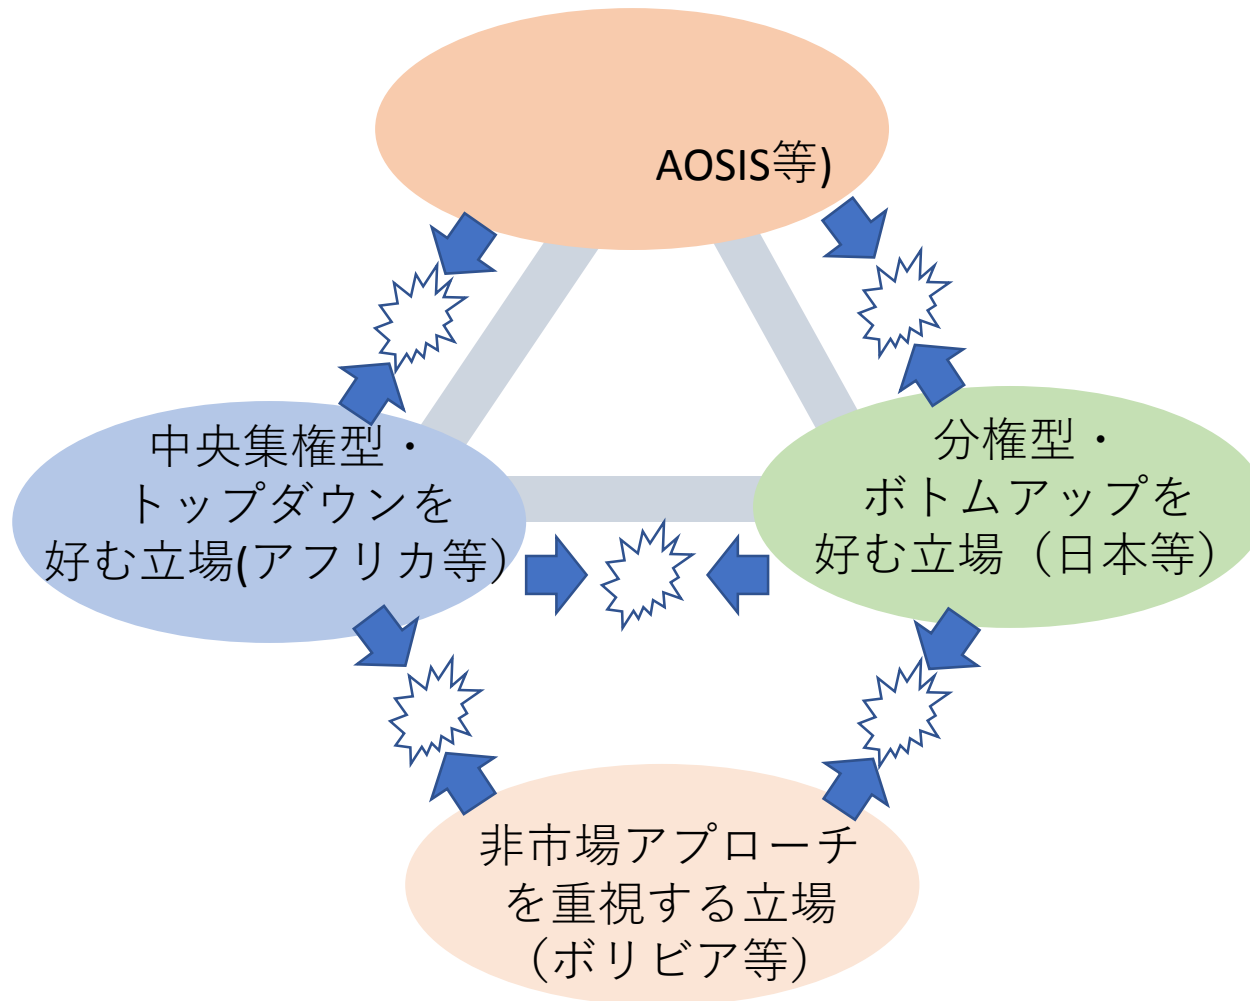 AOSIS等)
中央集権型・
トップダウンを
好む立場(アフリカ等）
分権型・
ボトムアップを
好む立場（日本等）
非市場アプローチ
を重視する立場
（ボリビア等）